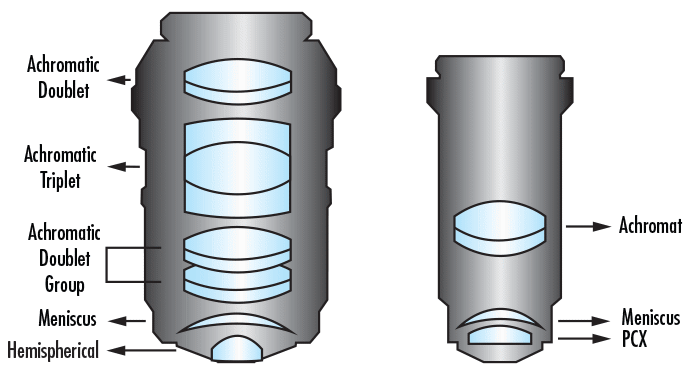 Achromatic
Doublet
Achromatic
Triplet
Achromatic
Doublet
Group
Meniscus
Hemispherical
Achromat
Meniscus
PCX